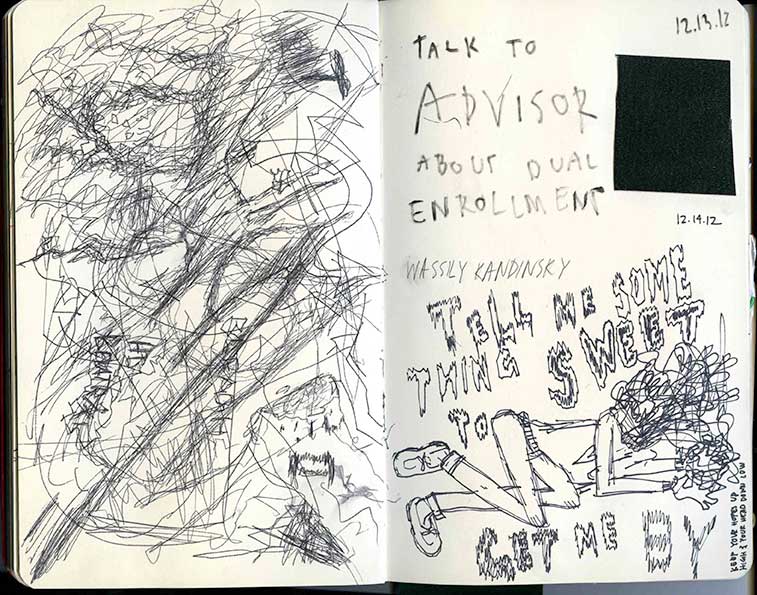 12.13.12
TALK TO
ADVISOR
ABOUT DUAL
ENROLLMENT
12.14.12
WASSILY KANDINSKY
TELL ME SOME
THING SWEET
TO
GET ME BY
KEEP YOUR HOPES UP
HIGH & YOUR HEAD DOWN LOW